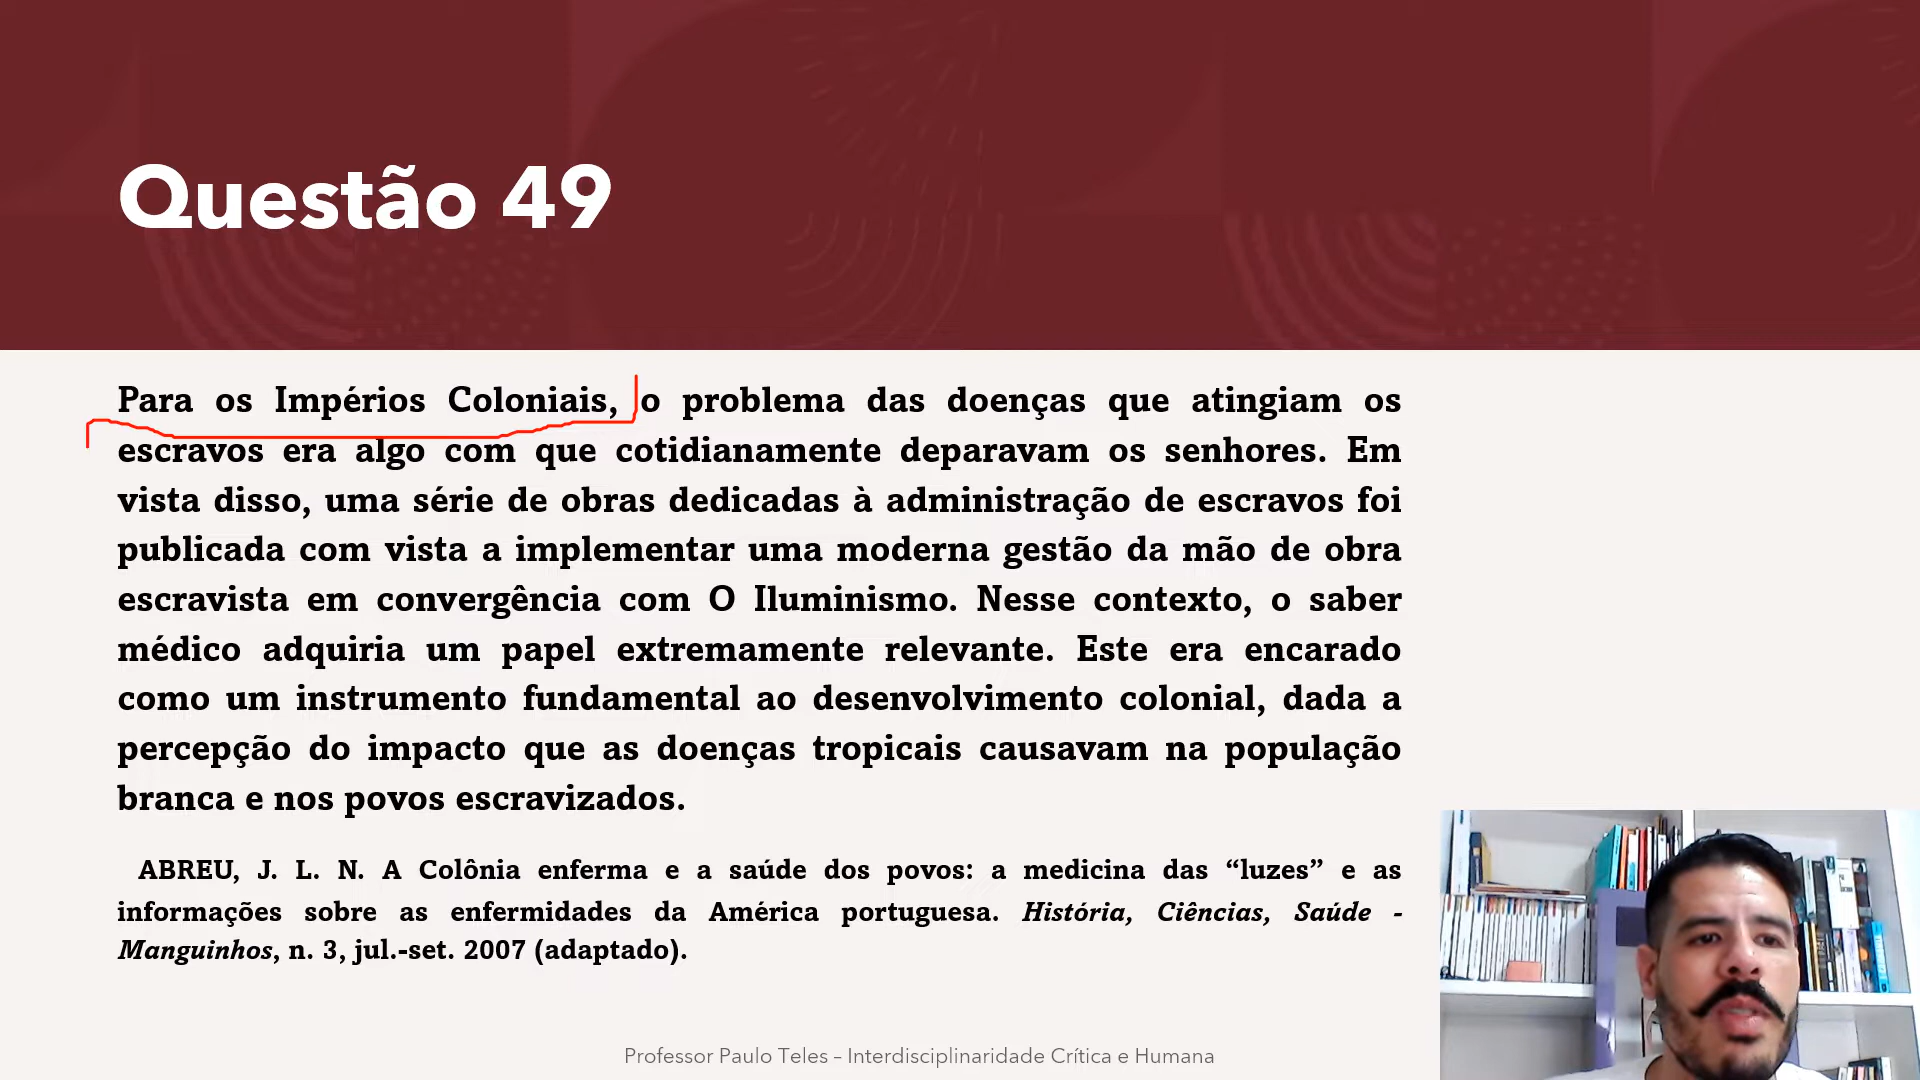 Questão 49
Para os Impérios Coloniais, o problema das doenças que atingiam os
escravos era algo com que cotidianamente deparavam os senhores. Em
vista disso, uma série de obras dedicadas à administração de escravos foi
publicada com vista a implementar uma moderna gestão da mão de obra
escravista em convergência com O Iluminismo. Nesse contexto, o saber
médico adquiria um papel extremamente relevante. Este era encarado
como um instrumento fundamental ao desenvolvimento colonial, dada a
percepção do impacto que as doenças tropicais causavam na população
branca e nos povos escravizados.
ABREU, J. L. N. A Colônia enferma e a saúde dos povos: a medicina das “luzes” e as
informações sobre as enfermidades da América portuguesa. História, Ciências, Saúde -
Manguinhos, n. 3, jul.-set. 2007 (adaptado).
Professor Paulo Teles – Interdisciplinaridade Crítica e Humana